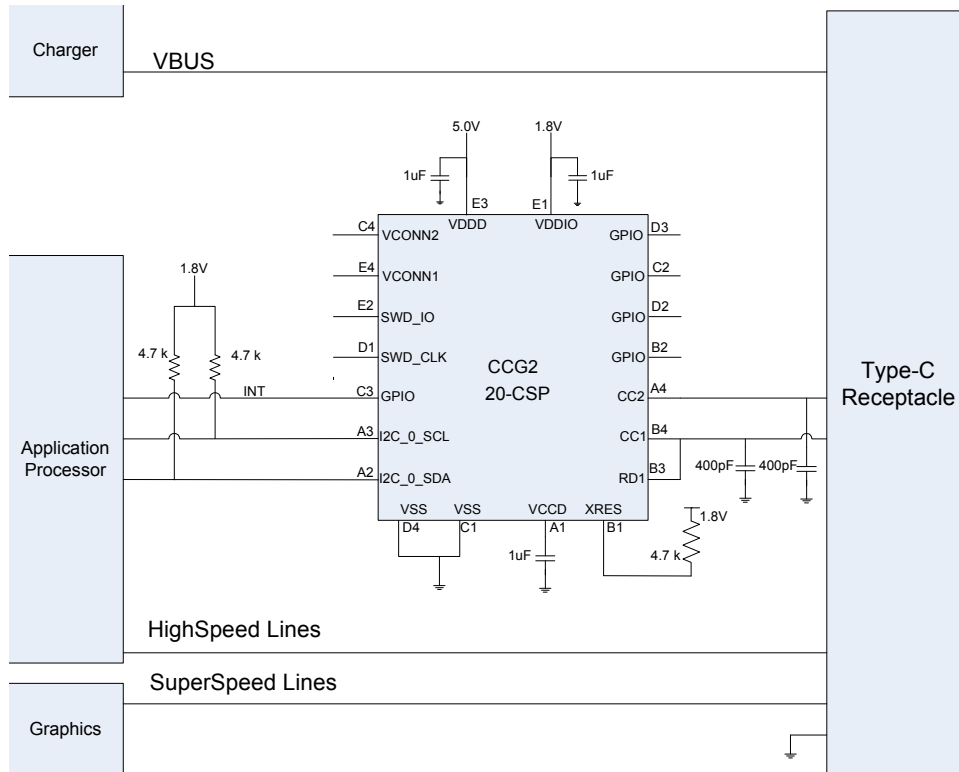 Charger
VBUS
5.0V
1.8V
1uF
1uF
E3
E1
VDDD
VDDIO
C4
VCONN2
GPIO
D3
E4
VCONN1
GPIO
C2
1.8V
E2
SWD_IO
GPIO
D2
4.7 k
4.7 k
D1
SWD_CLK
GPIO
B2
CCG2
20-CSP
Type-C
Receptacle
INT
C3
GPIO
CC2
A4
Application
Processor
A3
I2C_0_SCL
CC1
B4
400pF
400pF
A2
I2C_0_SDA
RD1
B3
VSS
VSS
VCCD
XRES
D4
C1
A1
B1
1.8V
1uF
4.7 k
HighSpeed Lines
SuperSpeed Lines
Graphics